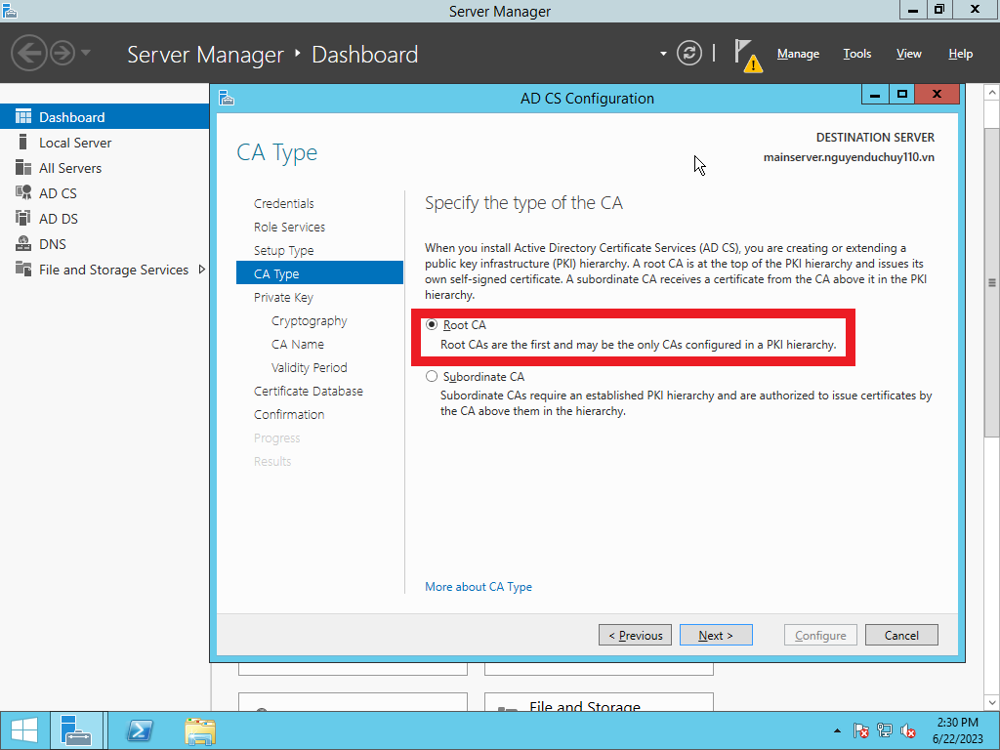 Server Manager
Server Manager ‣ Dashboard
Manage Tools View Help
Dashboard
Local Server
All Servers
AD CS
AD DS
DNS
File and Storage Services
AD CS Configuration
CA Type
DESTINATION SERVER
mainserver.nguyenduchuy110.vn
Credentials
Role Services
Setup Type
CA Type
Private Key
Cryptography
CA Name
Validity Period
Certificate Database
Confirmation
Progress
Results
Specify the type of the CA
When you install Active Directory Certificate Services (AD CS), you are creating or extending a
public key infrastructure (PKI) hierarchy. A root CA is at the top of the PKI hierarchy and issues its
own self-signed certificate. A subordinate CA receives a certificate from the CA above it in the PKI
hierarchy.
Root CA
Root CAs are the first and may be the only CAs configured in a PKI hierarchy.
Subordinate CA
Subordinate CAs require an established PKI hierarchy and are authorized to issue certificates by
the CA above them in the hierarchy.
More about CA Type
< Previous Next > Configure Cancel
File and Storage
2:30 PM
6/22/2023